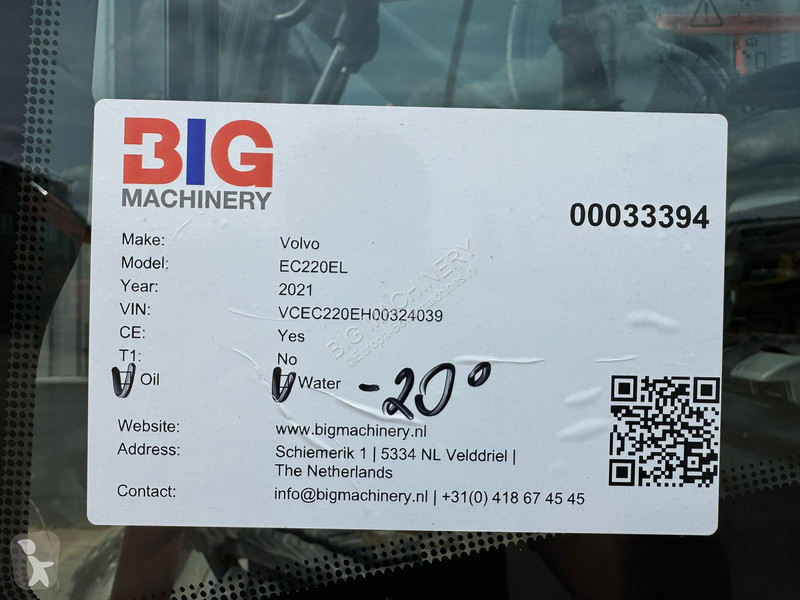 BIG
MACHINERY
00033394
Make: Volvo
Model: EC220EL
Year: 2021
VIN: VCEC220EH00324039
CE: Yes
T1: No
Oil Water -20°
Website: www.bigmachinery.nl
Address: Schiemerik 1 | 5334 NL Velddriel |
The Netherlands
Contact: info@bigmachinery.nl | +31(0) 418 67 45 45
BIG MACHINERY